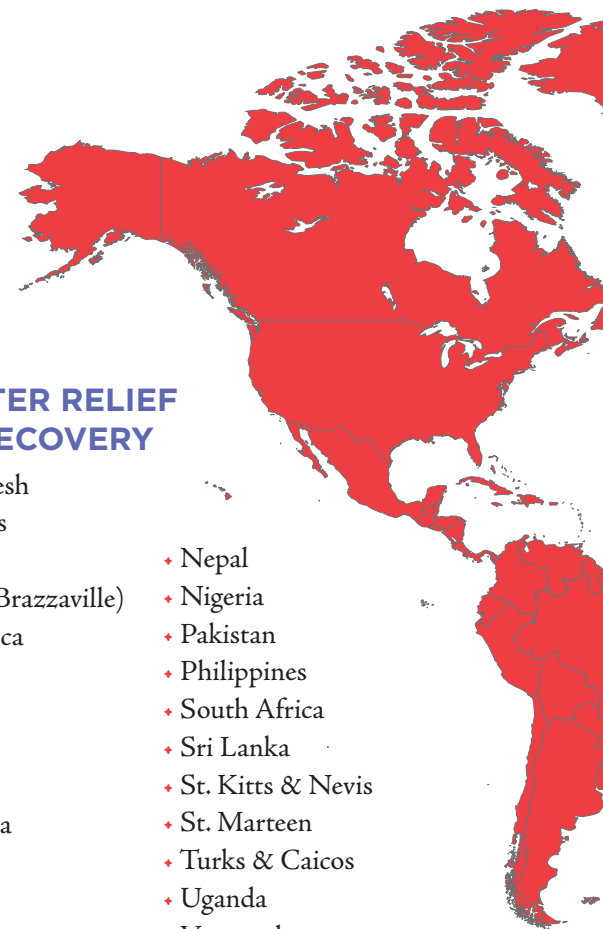 TER RELIEF
ECOVERY
esh
s
Brazzaville)
ca
a
Nepal
Nigeria
Pakistan
Philippines
South Africa
Sri Lanka
St. Kitts & Nevis
St. Marteen
Turks & Caicos
Uganda